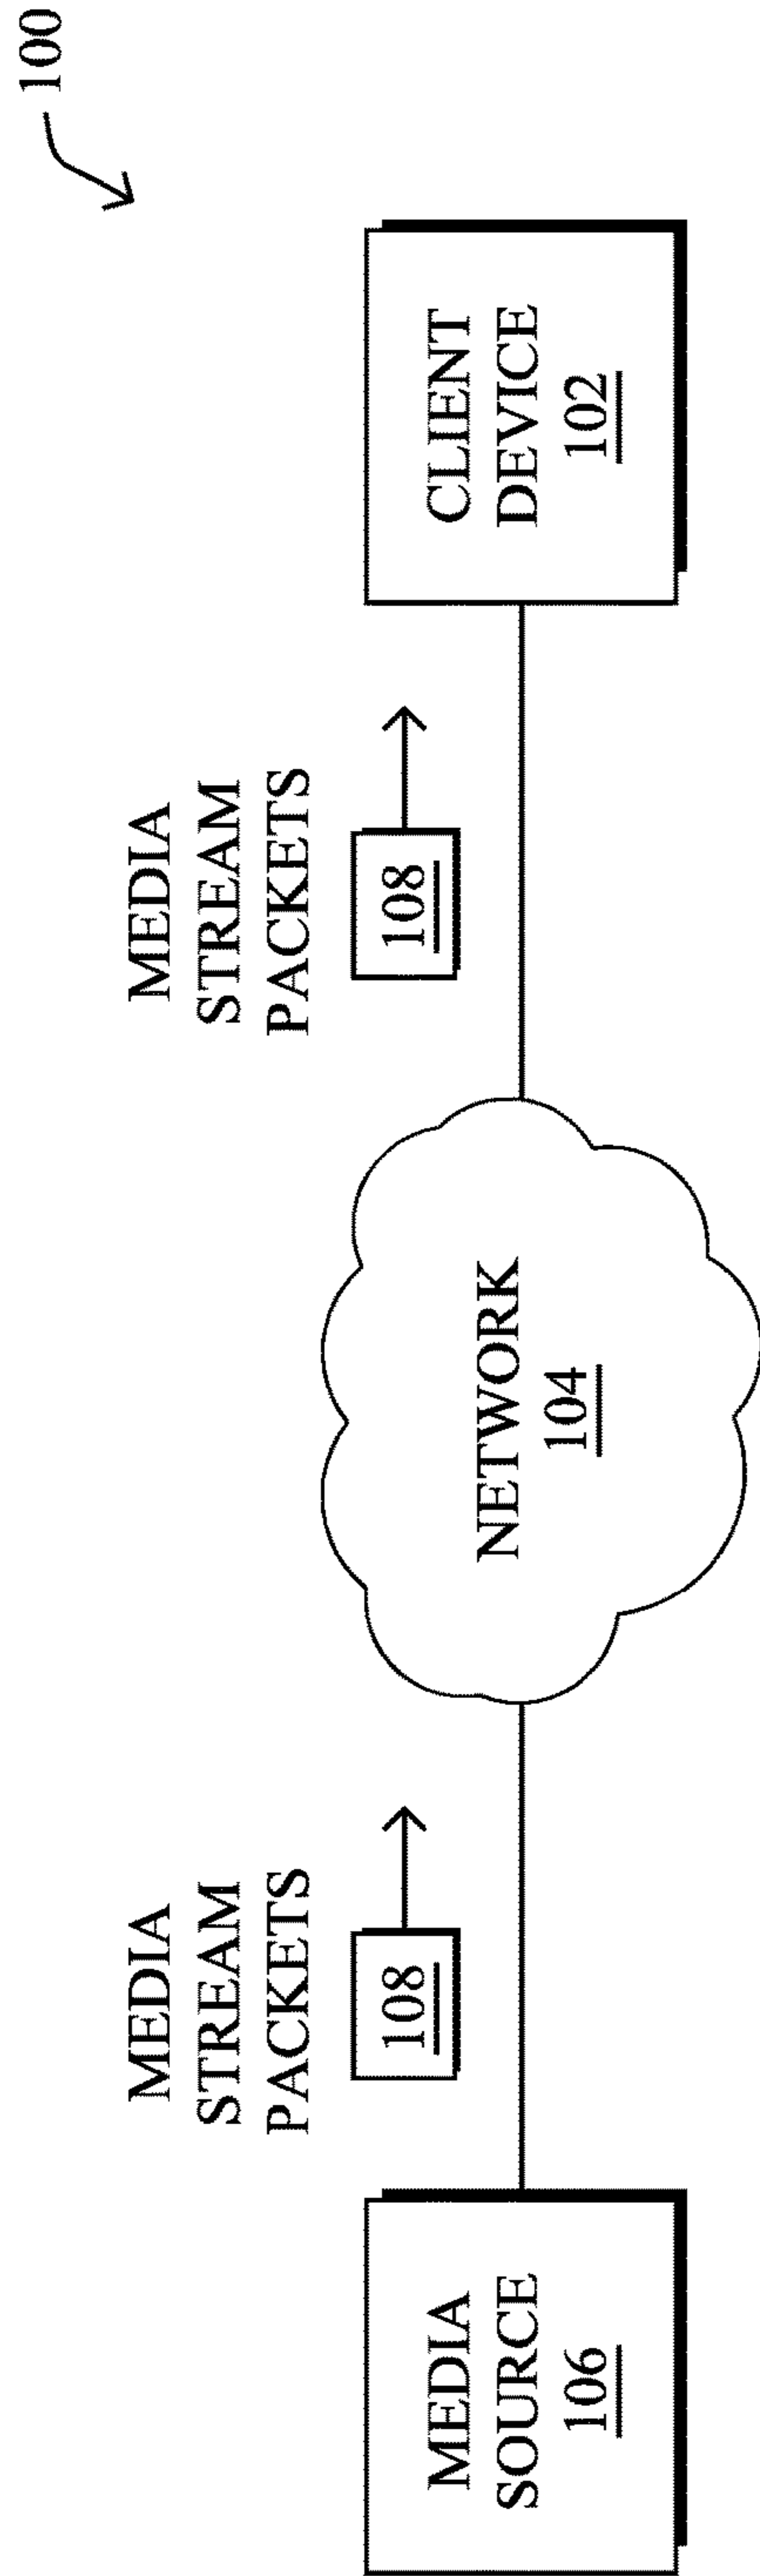 100
MEDIA
STREAM
PACKETS
108
MEDIA
STREAM
PACKETS
108
MEDIA
SOURCE
106
NETWORK
104
CLIENT
DEVICE
102